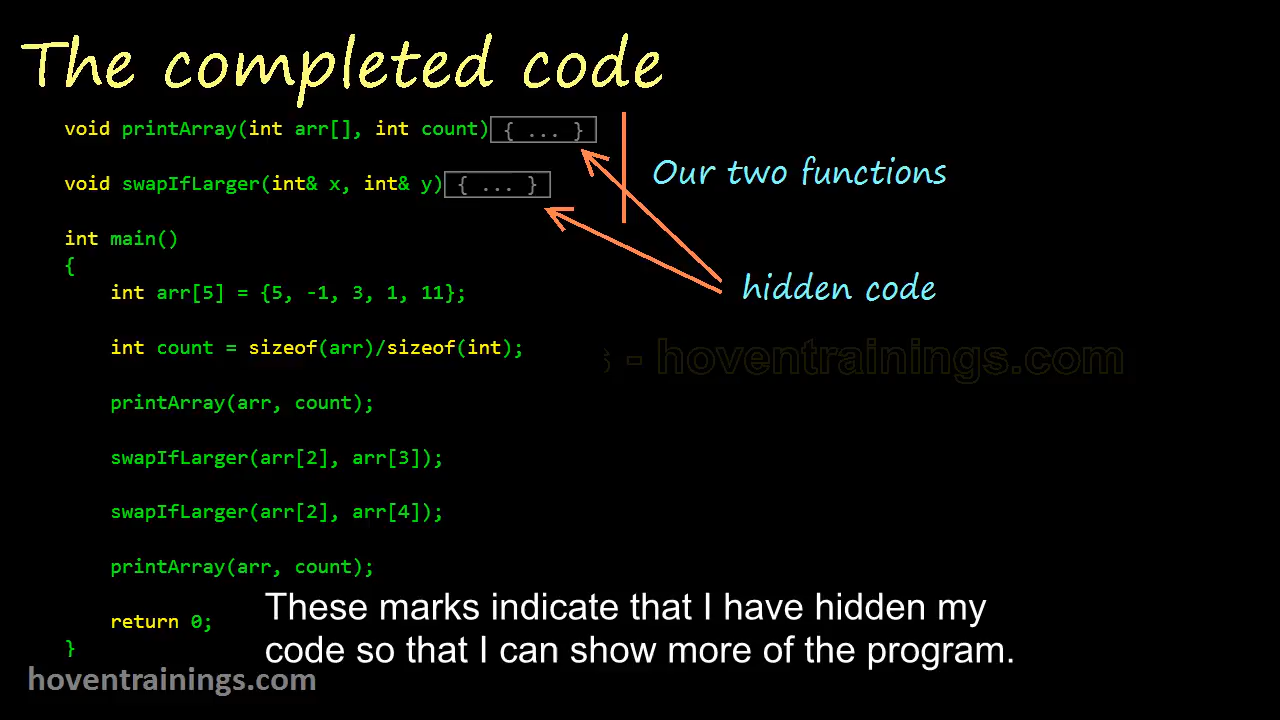 The completed code
void printArray(int arr[], int count){ ... }
void swapIfLarger(int& x, int& y){ ... }
Our two functions
int main()
{
hidden code
int arr[5] = {5, -1, 3, 1, 11};
int count = sizeof(arr)/sizeof(int);
s - hoventrainings.com
printArray(arr, count);
swapIfLarger(arr[2], arr[3]);
swapIfLarger(arr[2], arr[4]);
printArray(arr, count);
return 0;
}
These marks indicate that I have hidden my
code so that I can show more of the program.
hoventrainings.com